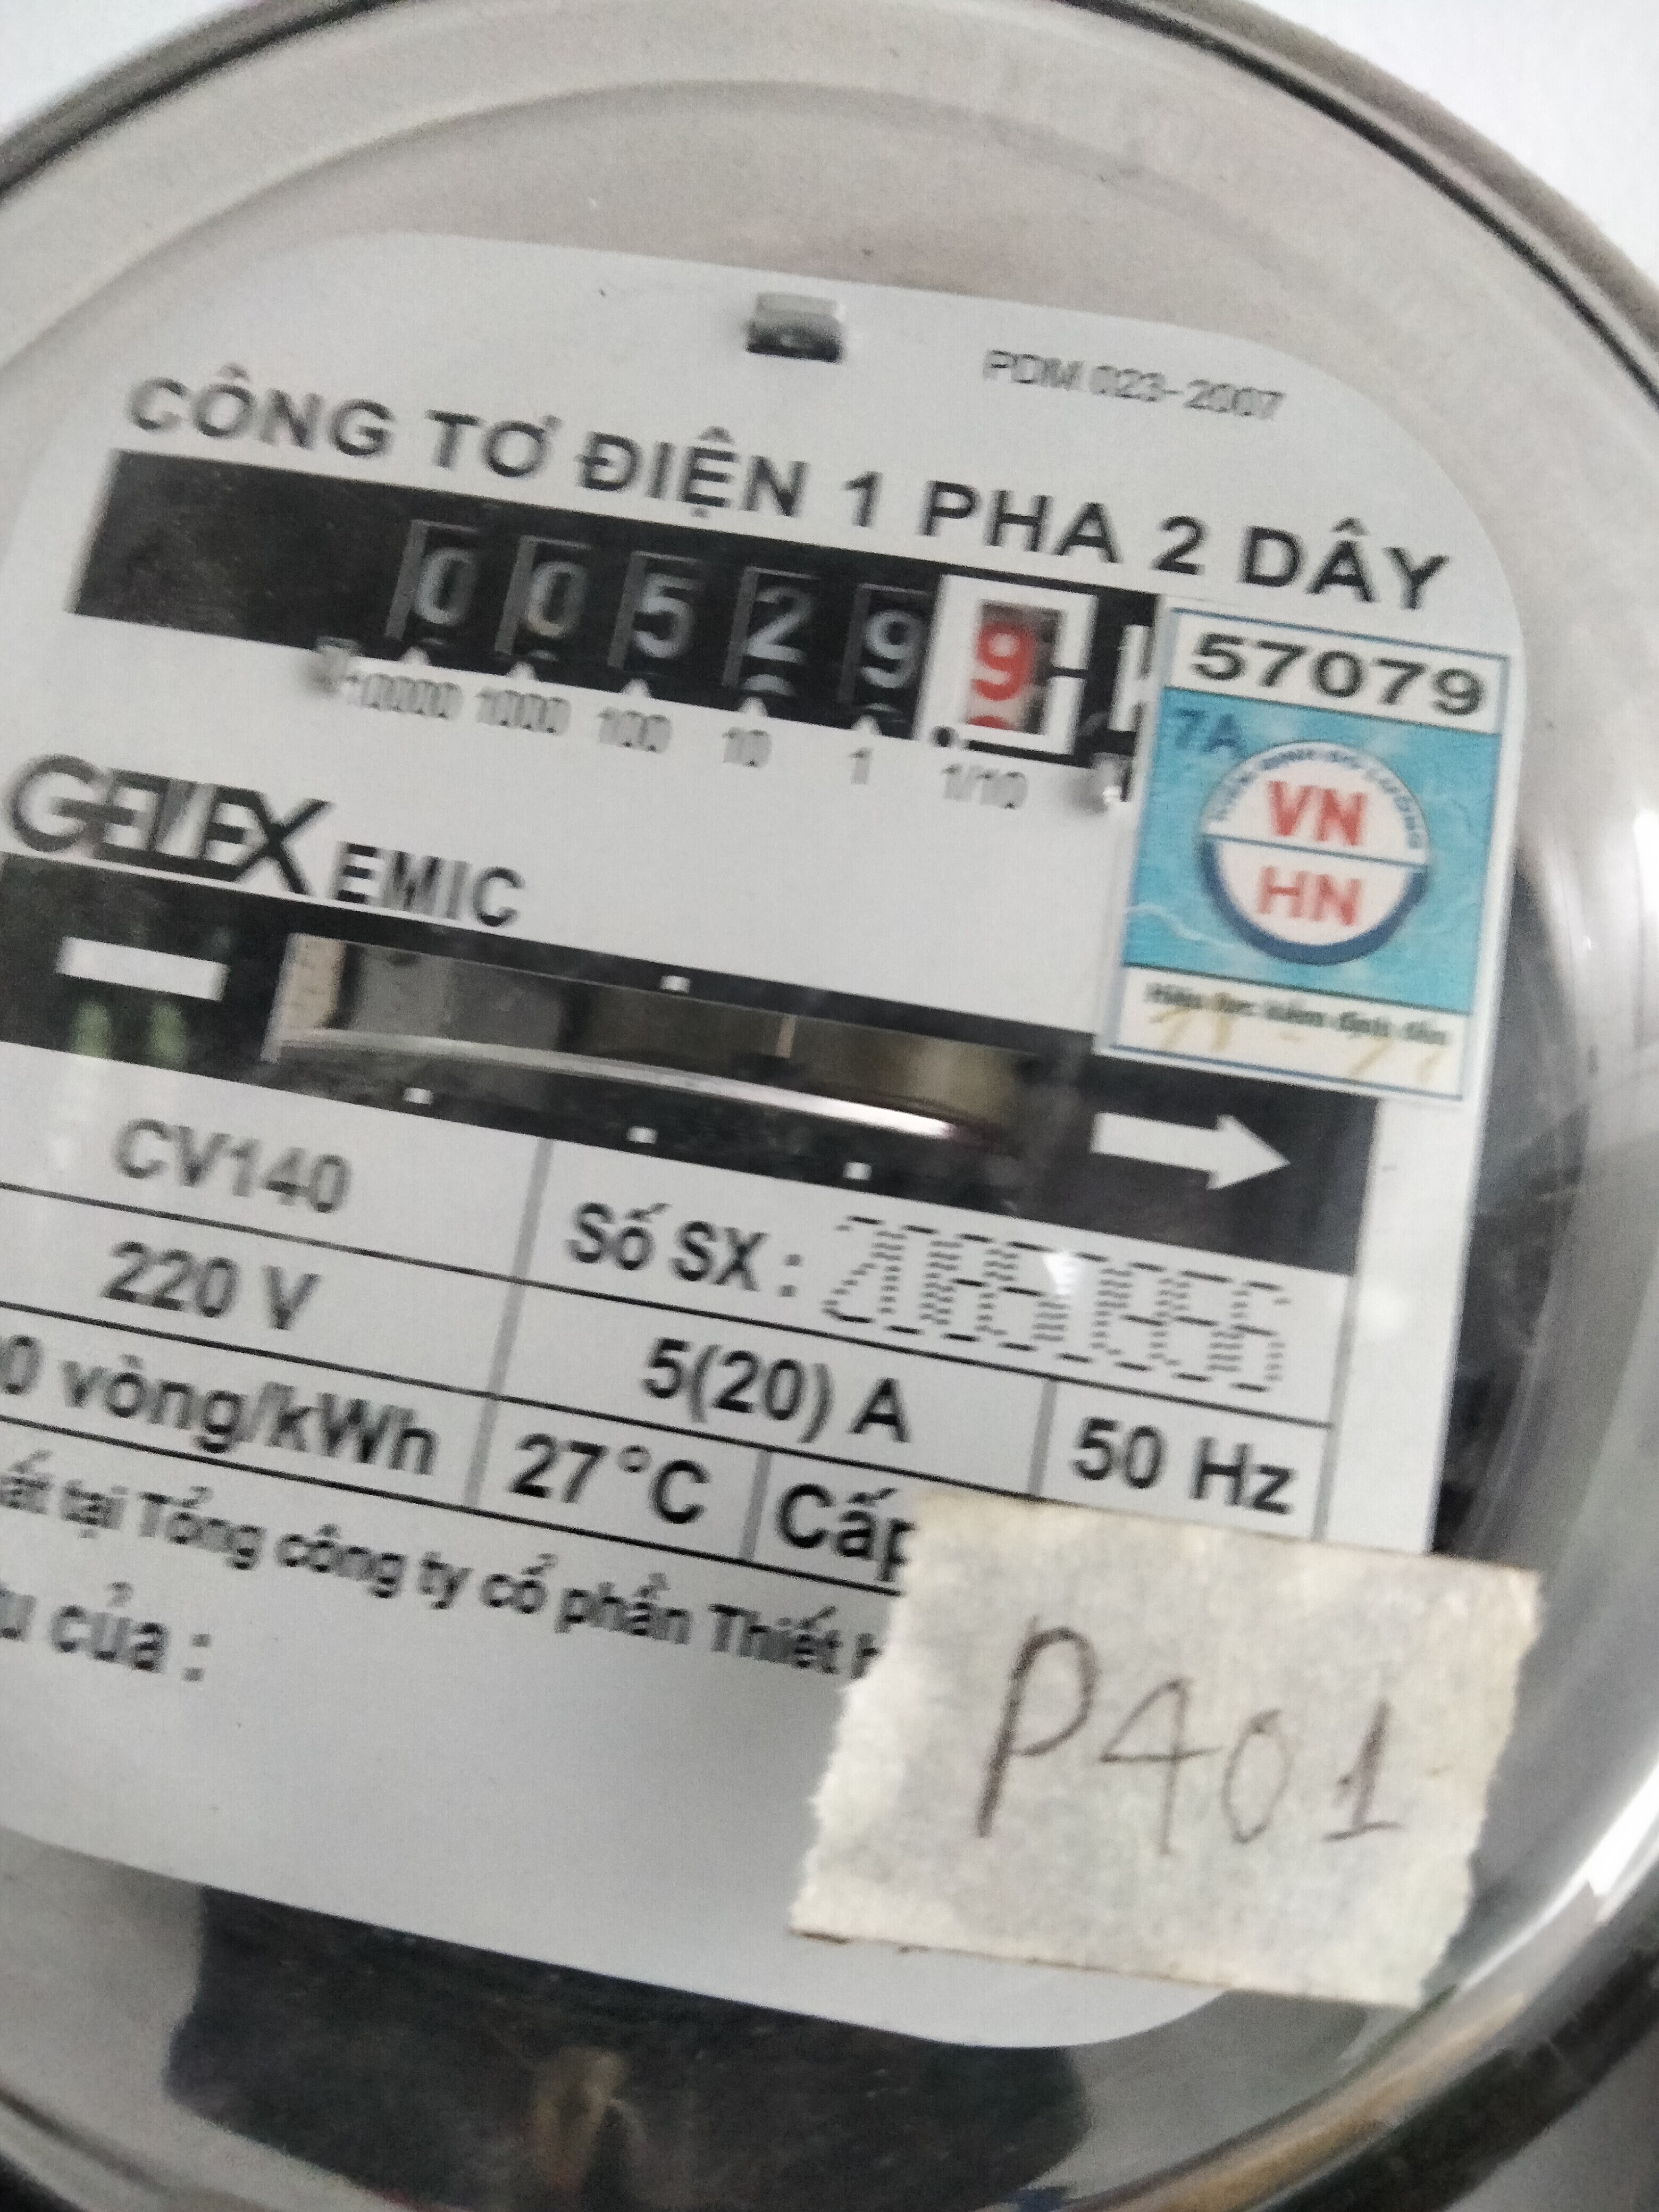 PDM 023-2007
CÔNG TƠ ĐIỆN 1 PHA 2 DÂY
0 0 5 2 9 9
10000 1000 100 10 1 1/10
57079
7A
VN
HN
GELEX EMIC
CV140
Số SX :
220 V
5(20) A
50 Hz
vòng/kWh
27°C
tại Tổng công ty cổ phần Thiết
của :
P401